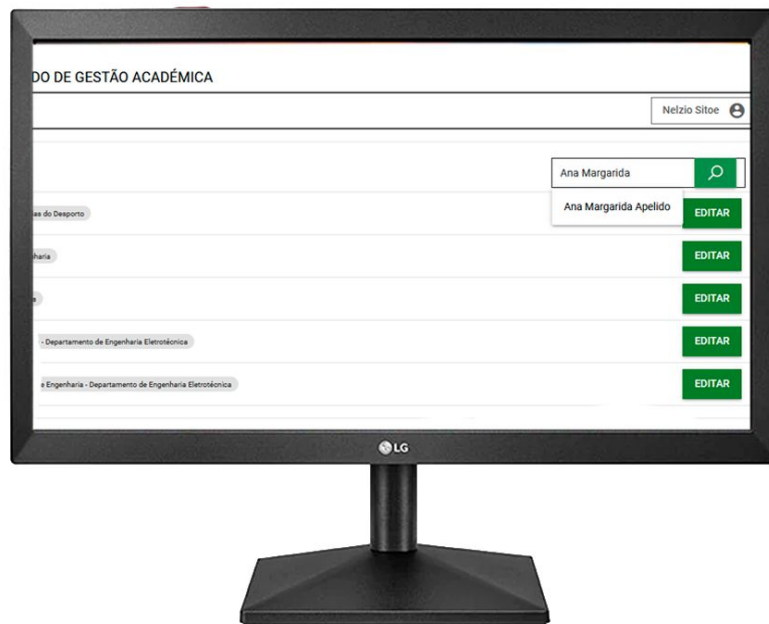 DO DE GESTÃO ACADÉMICA
Nelzio Sitoe
Ana Margarida
Ana Margarida Apelido
as do Desporto
EDITAR
nharia
EDITAR
EDITAR
- Departamento de Engenharia Eletrotécnica
EDITAR
e Engenharia - Departamento de Engenharia Eletrotécnica
EDITAR
LG